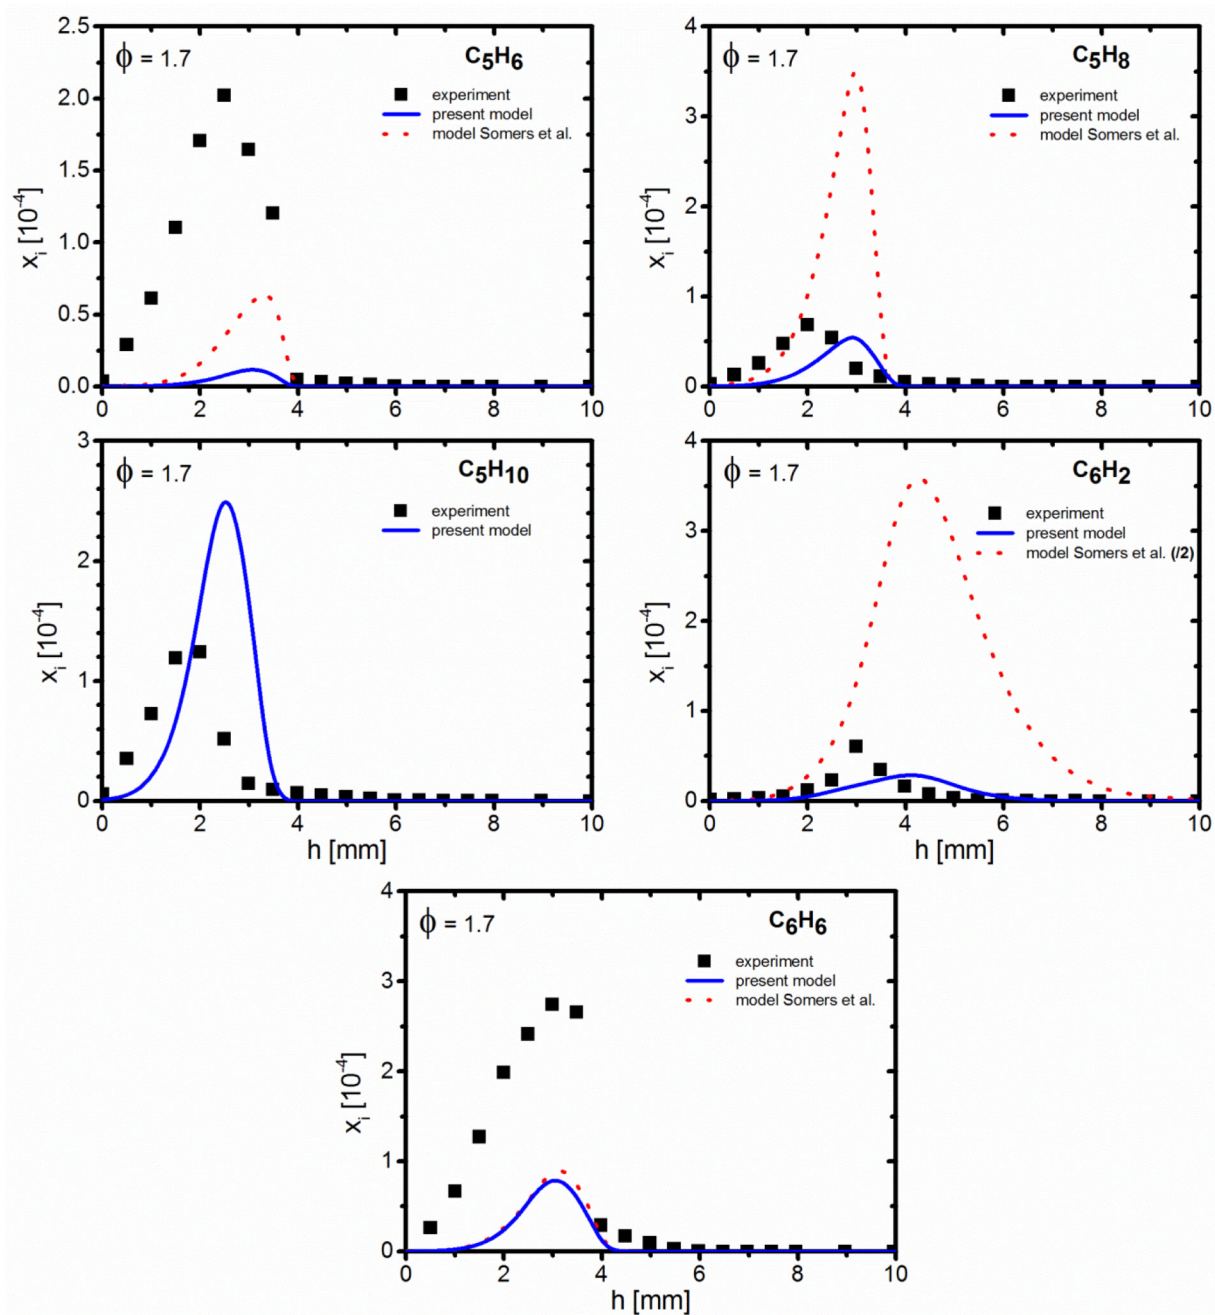 ϕ = 1.7
C5H6
experiment
present model
model Somers et al.
2.5
2.0
1.5
1.0
0.5
0.0
xi [10-4]
0 2 4 6 8 10
ϕ = 1.7
C5H8
experiment
present model
model Somers et al.
4
3
2
1
0
xi [10-4]
0 2 4 6 8 10
ϕ = 1.7
C5H10
experiment
present model
3
2
1
0
xi [10-4]
0 2 4 6 8 10
h [mm]
ϕ = 1.7
C6H2
experiment
present model
model Somers et al. (/2)
4
3
2
1
0
xi [10-4]
0 2 4 6 8 10
h [mm]
ϕ = 1.7
C6H6
experiment
present model
model Somers et al.
4
3
2
1
0
xi [10-4]
0 2 4 6 8 10
h [mm]